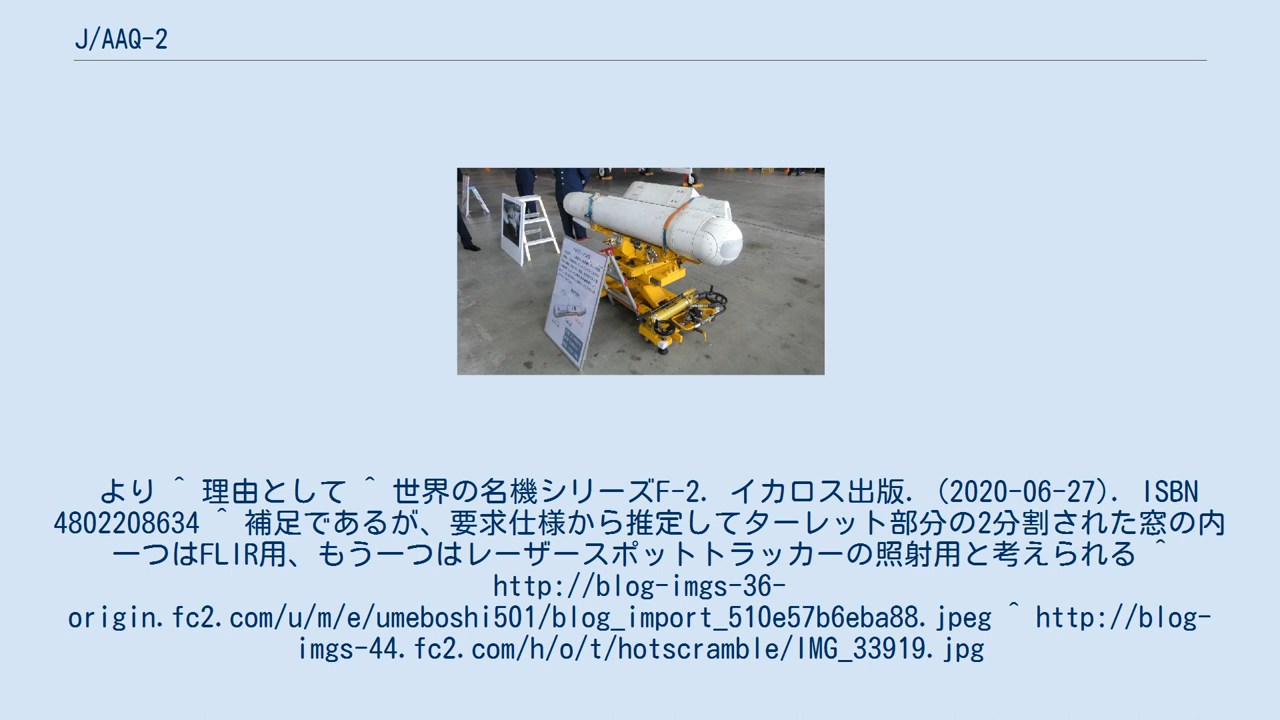 J/AAQ-2
より ^ 理由として ^ 世界の名機シリーズF-2. イカロス出版. (2020-06-27). ISBN
4802208634 ^ 補足であるが、要求仕様から推定してターレット部分の2分割された窓の内
一つはFLIR用、もう一つはレーザースポットトラッカーの照射用と考えられる ^
http://blog-imgs-36-
origin.fc2.com/u/m/e/umeboshi501/blog_import_510e57b6eba88.jpeg ^ http://blog-
imgs-44.fc2.com/h/o/t/hotscramble/IMG_33919.jpg